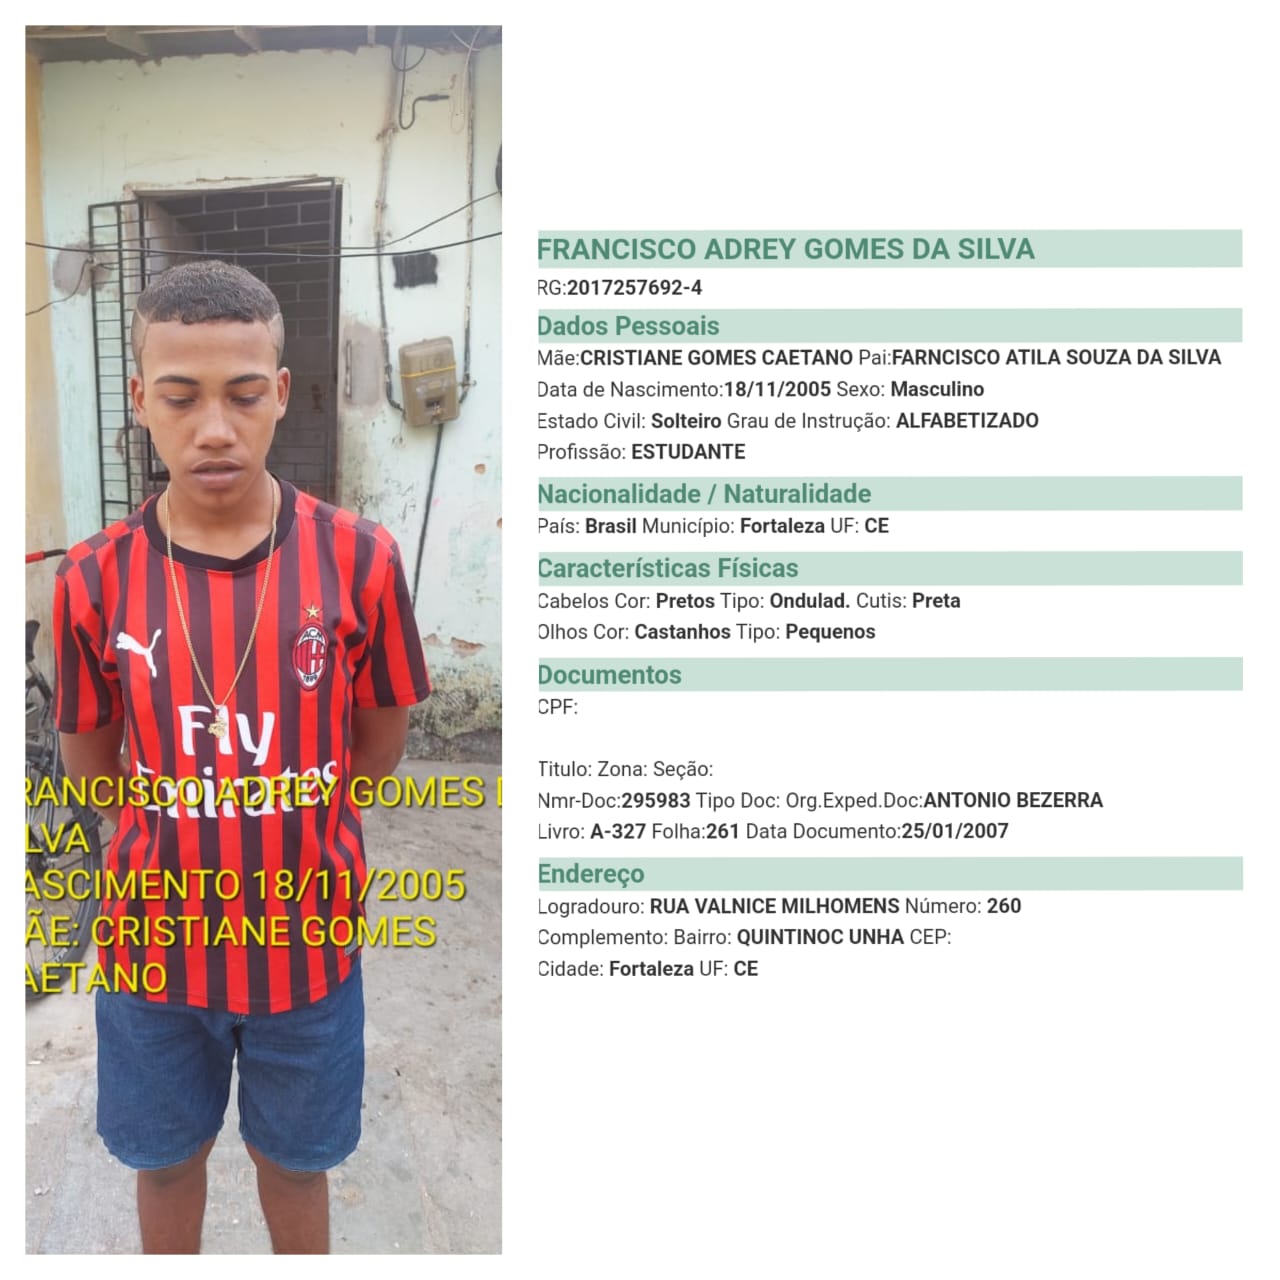 Fly
Emirates
ACM
1899
RANCISCO ADREY GOMES D
LVA
ASCIMENTO 18/11/2005
ÃE: CRISTIANE GOMES
AETANO
FRANCISCO ADREY GOMES DA SILVA
RG:2017257692-4
Dados Pessoais
Mãe:CRISTIANE GOMES CAETANO Pai:FARNCISCO ATILA SOUZA DA SILVA
Data de Nascimento:18/11/2005 Sexo: Masculino
Estado Civil: Solteiro Grau de Instrução: ALFABETIZADO
Profissão: ESTUDANTE
Nacionalidade / Naturalidade
País: Brasil Município: Fortaleza UF: CE
Características Físicas
Cabelos Cor: Pretos Tipo: Ondulad. Cutis: Preta
Olhos Cor: Castanhos Tipo: Pequenos
Documentos
CPF:
Titulo: Zona: Seção:
Nmr-Doc:295983 Tipo Doc: Org.Exped.Doc:ANTONIO BEZERRA
Livro: A-327 Folha:261 Data Documento:25/01/2007
Endereço
Logradouro: RUA VALNICE MILHOMENS Número: 260
Complemento: Bairro: QUINTINOC UNHA CEP:
Cidade: Fortaleza UF: CE